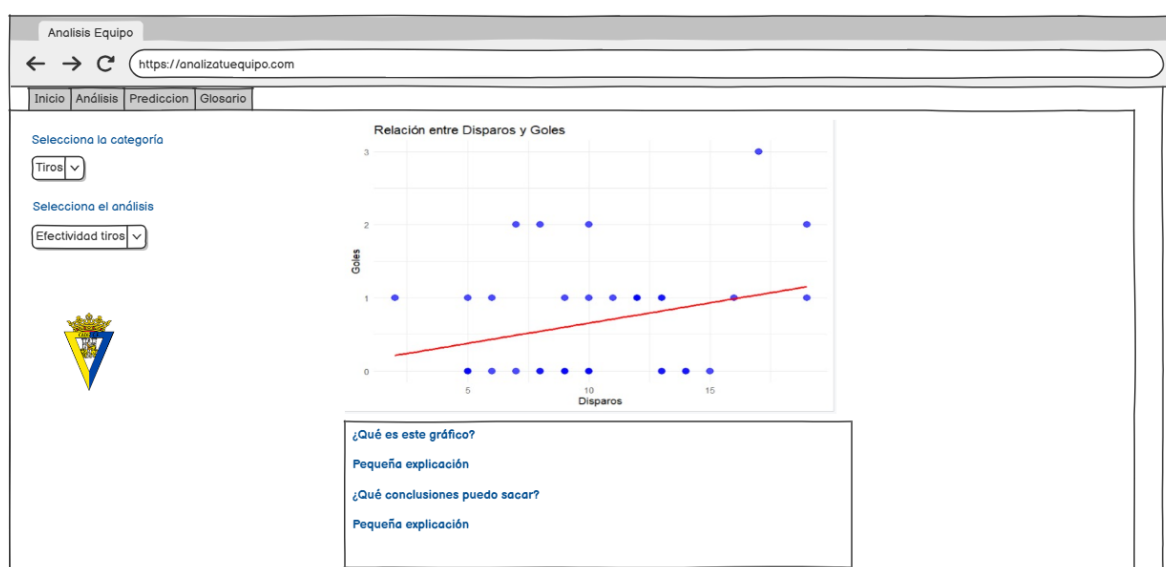 Analisis Equipo
https://analizatuequipo.com
Inicio Análisis Prediccion Glosario
Selecciona la categoría
Tiros
Selecciona el análisis
Efectividad tiros
Relación entre Disparos y Goles
Goles
3
2
1
0
5 10 15
Disparos
¿Qué es este gráfico?
Pequeña explicación
¿Qué conclusiones puedo sacar?
Pequeña explicación